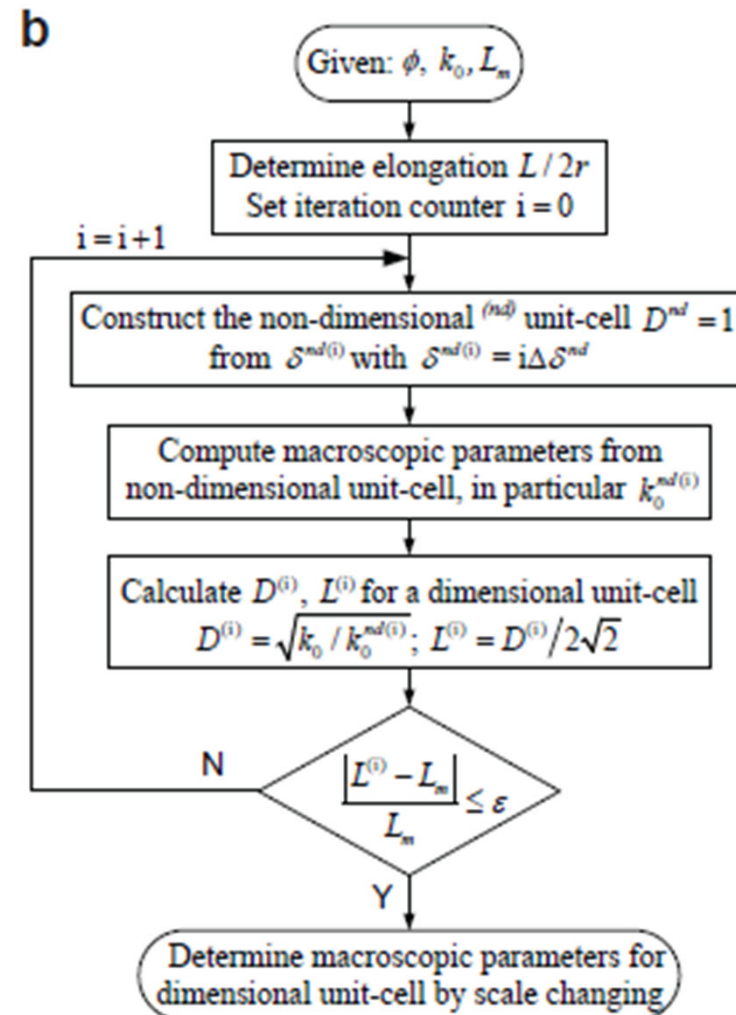 b
Given: ϕ, k₀, Lₘ
Determine elongation L / 2r
Set iteration counter i = 0
i = i+1
Construct the non-dimensional ⁽ⁿᵈ⁾ unit-cell Dⁿᵈ = 1
from δⁿᵈ⁽ⁱ⁾ with δⁿᵈ⁽ⁱ⁾ = iΔδⁿᵈ
Compute macroscopic parameters from
non-dimensional unit-cell, in particular k₀ⁿᵈ⁽ⁱ⁾
Calculate D⁽ⁱ⁾, L⁽ⁱ⁾ for a dimensional unit-cell
D⁽ⁱ⁾ = √(k₀ / k₀ⁿᵈ⁽ⁱ⁾); L⁽ⁱ⁾ = D⁽ⁱ⁾/2√2
N
|L⁽ⁱ⁾ − Lₘ|
≤ ε
Lₘ
Y
Determine macroscopic parameters for
dimensional unit-cell by scale changing